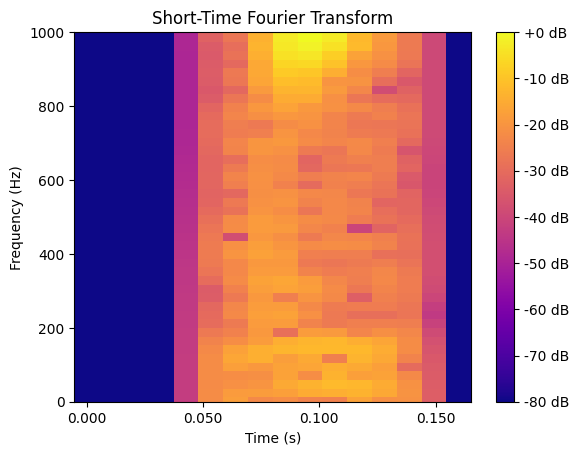 Short-Time Fourier Transform
1000
800
600
400
200
0
Frequency (Hz)
0.000
0.050
0.100
0.150
Time (s)
+0 dB
-10 dB
-20 dB
-30 dB
-40 dB
-50 dB
-60 dB
-70 dB
-80 dB